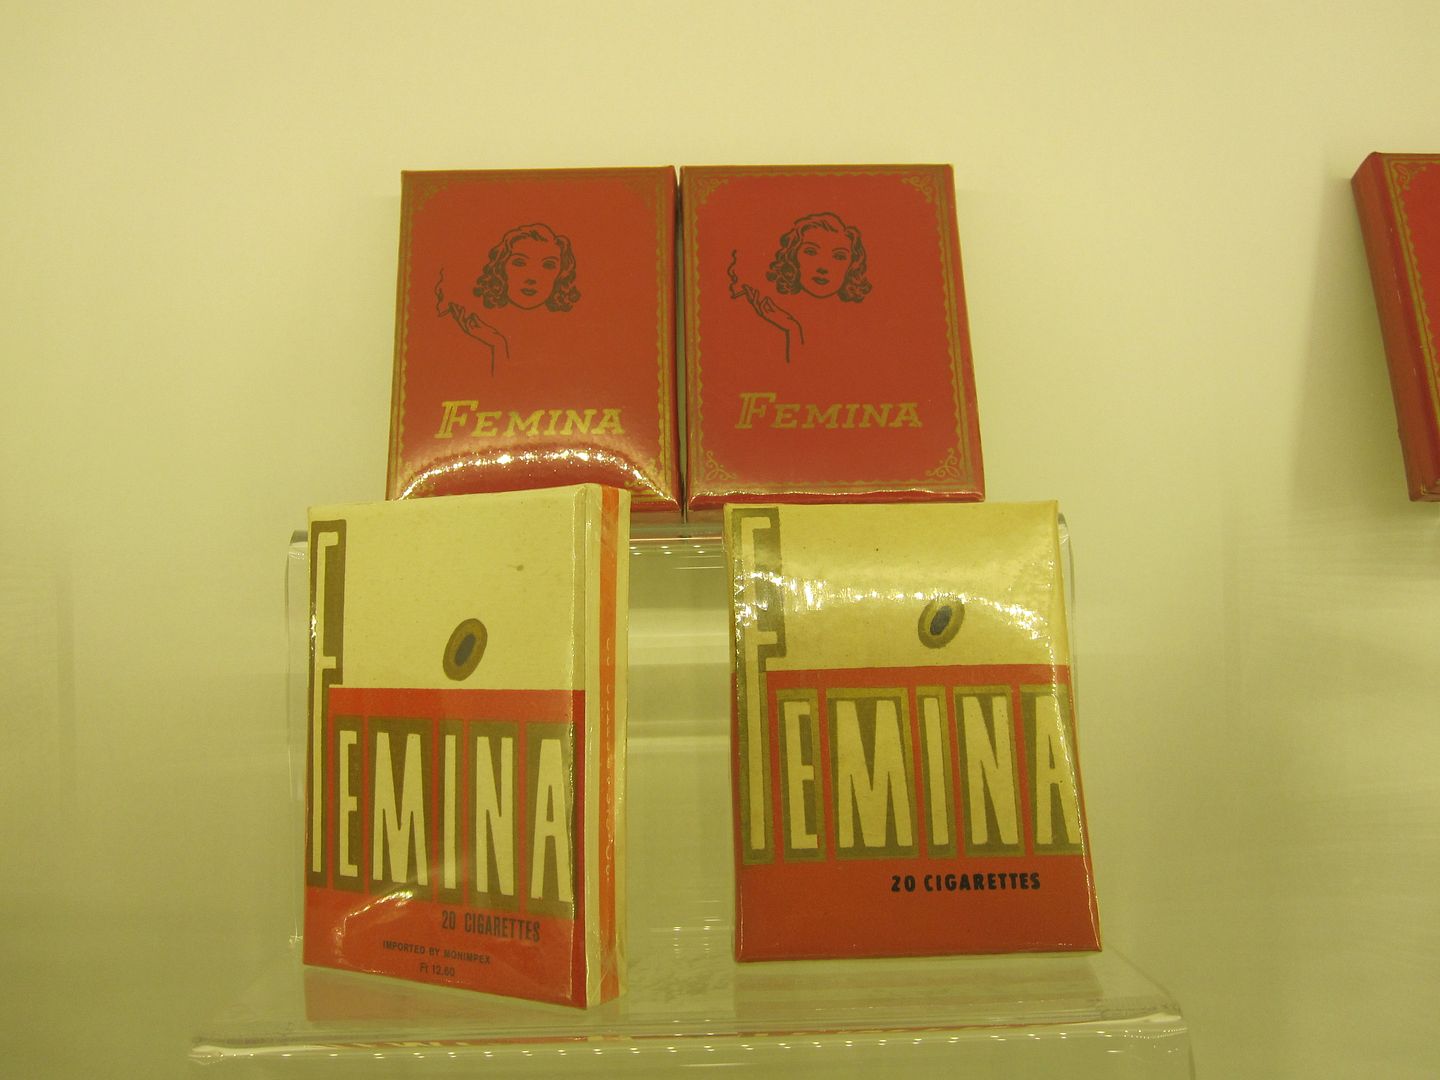 FEMINA
FEMINA
FEMINA
20 CIGARETTES
IMPORTED BY MONIMPEX
Ft 12.60
FEMINA
20 CIGARETTES